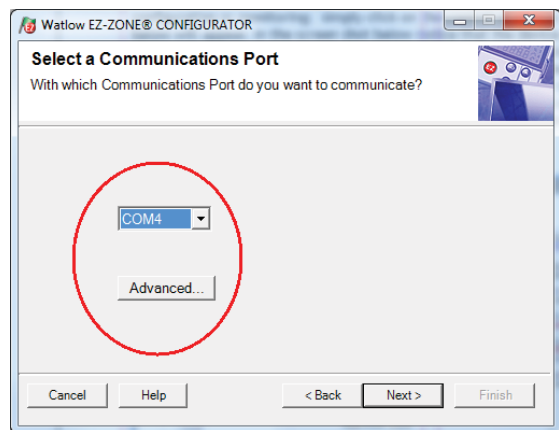 Watlow EZ-ZONE® CONFIGURATOR
Select a Communications Port
With which Communications Port do you want to communicate?
EZ
COM4
Advanced...
Cancel
Help
< Back
Next >
Finish